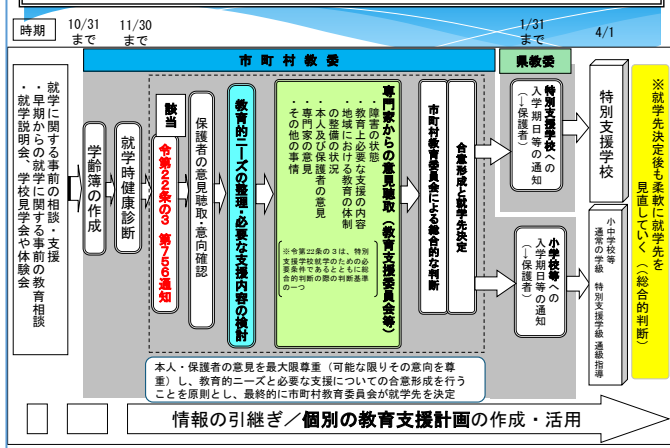 時期
10/31
まで
11/30
まで
1/31
まで
4/1
市町村教委
県教委
就学に関する事前の相談・支援
・早期からの就学に関する事前の教育相談
・就学説明会、学校見学会や体験会
学齢簿の作成
就学時健康診断
該当
令第22条の3 第756通知
保護者の意見聴取・意向確認
教育的ニーズの整理・必要な支援内容の検討
専門家からの意見聴取（教育支援委員会等）
・障害の状態
・教育上必要な支援の内容
・地域における教育の体制
の整備の状況
・本人及び保護者の意見
・専門家の意見
・その他の事情
※令第22条の3は、特別
支援学校就学のための必
要条件であるとともに総合
的判断の際の判断基準
の一つ
市町村教育委員会による総合的な判断
合意形成と就学先決定
特別支援学校への
入学期日等の通知
（↓保護者）
小学校等への
入学期日等の通知
（↓保護者）
特別支援学校
小中学校等
通常の学級 特別支援学級 通級指導
※就学先決定後も柔軟に就学先を
見直していく（総合的判断）
本人・保護者の意見を最大限尊重（可能な限りその意向を尊
重）し、教育的ニーズと必要な支援についての合意形成を行う
ことを原則とし、最終的に市町村教育委員会が就学先を決定
情報の引継ぎ／個別の教育支援計画の作成・活用